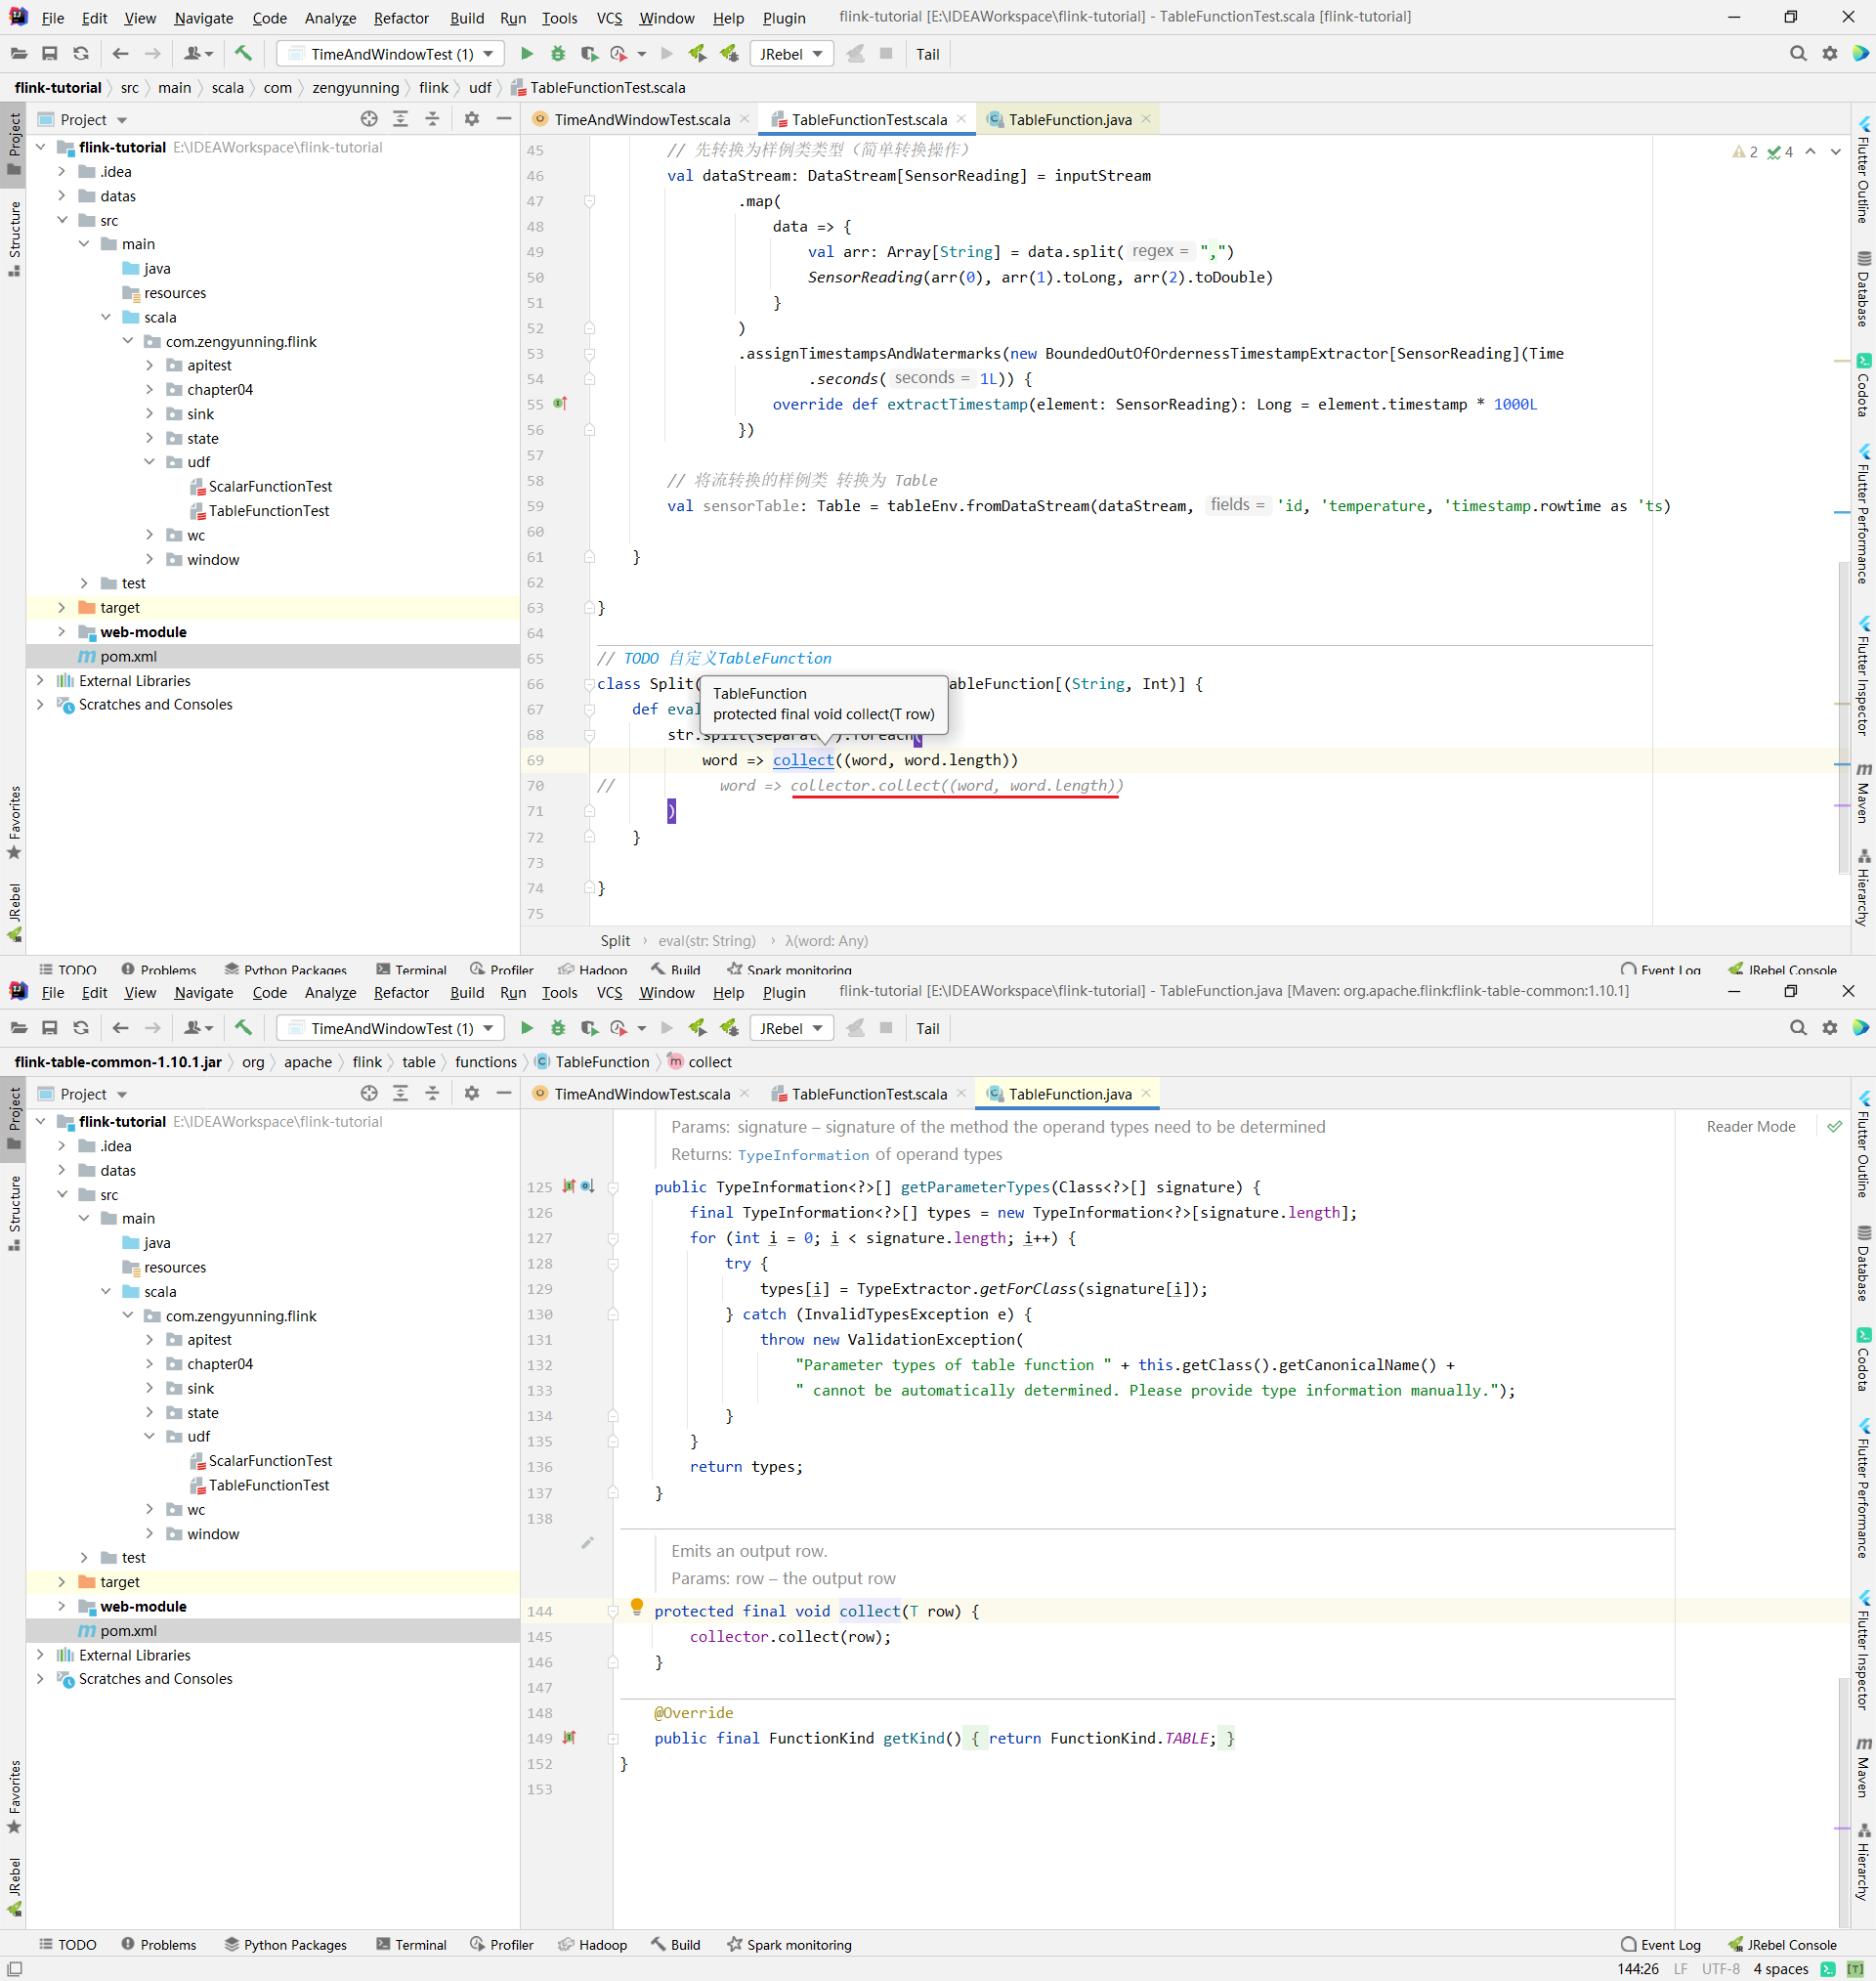 File Edit View Navigate Code Analyze Refactor Build Run Tools VCS Window Help Plugin flink-tutorial [E:\IDEAWorkspace\flink-tutorial] - TableFunctionTest.scala [flink-tutorial]
TimeAndWindowTest (1) JRebel Tail
flink-tutorial src main scala com zengyunning flink udf TableFunctionTest.scala
Project TimeAndWindowTest.scala TableFunctionTest.scala TableFunction.java
flink-tutorial E:\IDEAWorkspace\flink-tutorial
.idea
datas
src
main
java
resources
scala
com.zengyunning.flink
apitest
chapter04
sink
state
udf
ScalarFunctionTest
TableFunctionTest
wc
window
test
target
web-module
pom.xml
External Libraries
Scratches and Consoles
Project
Structure
Favorites
JRebel
2 4
45 // 先转换为样例类类型（简单转换操作）
46 val dataStream: DataStream[SensorReading] = inputStream
47 .map(
48 data => {
49 val arr: Array[String] = data.split( regex = ",")
50 SensorReading(arr(0), arr(1).toLong, arr(2).toDouble)
51 }
52 )
53 .assignTimestampsAndWatermarks(new BoundedOutOfOrdernessTimestampExtractor[SensorReading](Time
54 .seconds( seconds = 1L)) {
55 override def extractTimestamp(element: SensorReading): Long = element.timestamp * 1000L
56 })
57
58 // 将流转换的样例类 转换为 Table
59 val sensorTable: Table = tableEnv.fromDataStream(dataStream, fields = 'id, 'temperature, 'timestamp.rowtime as 'ts)
60
61 }
62
63 }
64
65 // TODO 自定义TableFunction
66 class Split( ableFunction[(String, Int)] {
TableFunction
protected final void collect(T row)
67 def eval
68 str.split(separat ).foreach(
69 word => collect((word, word.length))
70 // word => collector.collect((word, word.length))
71 )
72 }
73
74 }
75
Split eval(str: String) λ(word: Any)
Flutter Outline
Database
Codota
Flutter Performance
Flutter Inspector
Maven
Hierarchy
TODO Problems Python Packages Terminal Profiler Hadoop Build Spark monitoring Event Log JRebel Console
File Edit View Navigate Code Analyze Refactor Build Run Tools VCS Window Help Plugin flink-tutorial [E:\IDEAWorkspace\flink-tutorial] - TableFunction.java [Maven: org.apache.flink:flink-table-common:1.10.1]
TimeAndWindowTest (1) JRebel Tail
flink-table-common-1.10.1.jar org apache flink table functions TableFunction collect
Project TimeAndWindowTest.scala TableFunctionTest.scala TableFunction.java
flink-tutorial E:\IDEAWorkspace\flink-tutorial
.idea
datas
src
main
java
resources
scala
com.zengyunning.flink
apitest
chapter04
sink
state
udf
ScalarFunctionTest
TableFunctionTest
wc
window
test
target
web-module
pom.xml
External Libraries
Scratches and Consoles
Project
Structure
Favorites
JRebel
Params: signature – signature of the method the operand types need to be determined
Returns: TypeInformation of operand types
Reader Mode
125 public TypeInformation<?>[] getParameterTypes(Class<?>[] signature) {
126 final TypeInformation<?>[] types = new TypeInformation<?>[signature.length];
127 for (int i = 0; i < signature.length; i++) {
128 try {
129 types[i] = TypeExtractor.getForClass(signature[i]);
130 } catch (InvalidTypesException e) {
131 throw new ValidationException(
132 "Parameter types of table function " + this.getClass().getCanonicalName() +
133 " cannot be automatically determined. Please provide type information manually.");
134 }
135 }
136 return types;
137 }
138
Emits an output row.
Params: row – the output row
144 protected final void collect(T row) {
145 collector.collect(row);
146 }
147
148 @Override
149 public final FunctionKind getKind() { return FunctionKind.TABLE; }
152 }
153
Flutter Outline
Database
Codota
Flutter Performance
Flutter Inspector
Maven
Hierarchy
TODO Problems Python Packages Terminal Profiler Hadoop Build Spark monitoring Event Log JRebel Console
144:26 LF UTF-8 4 spaces [T]